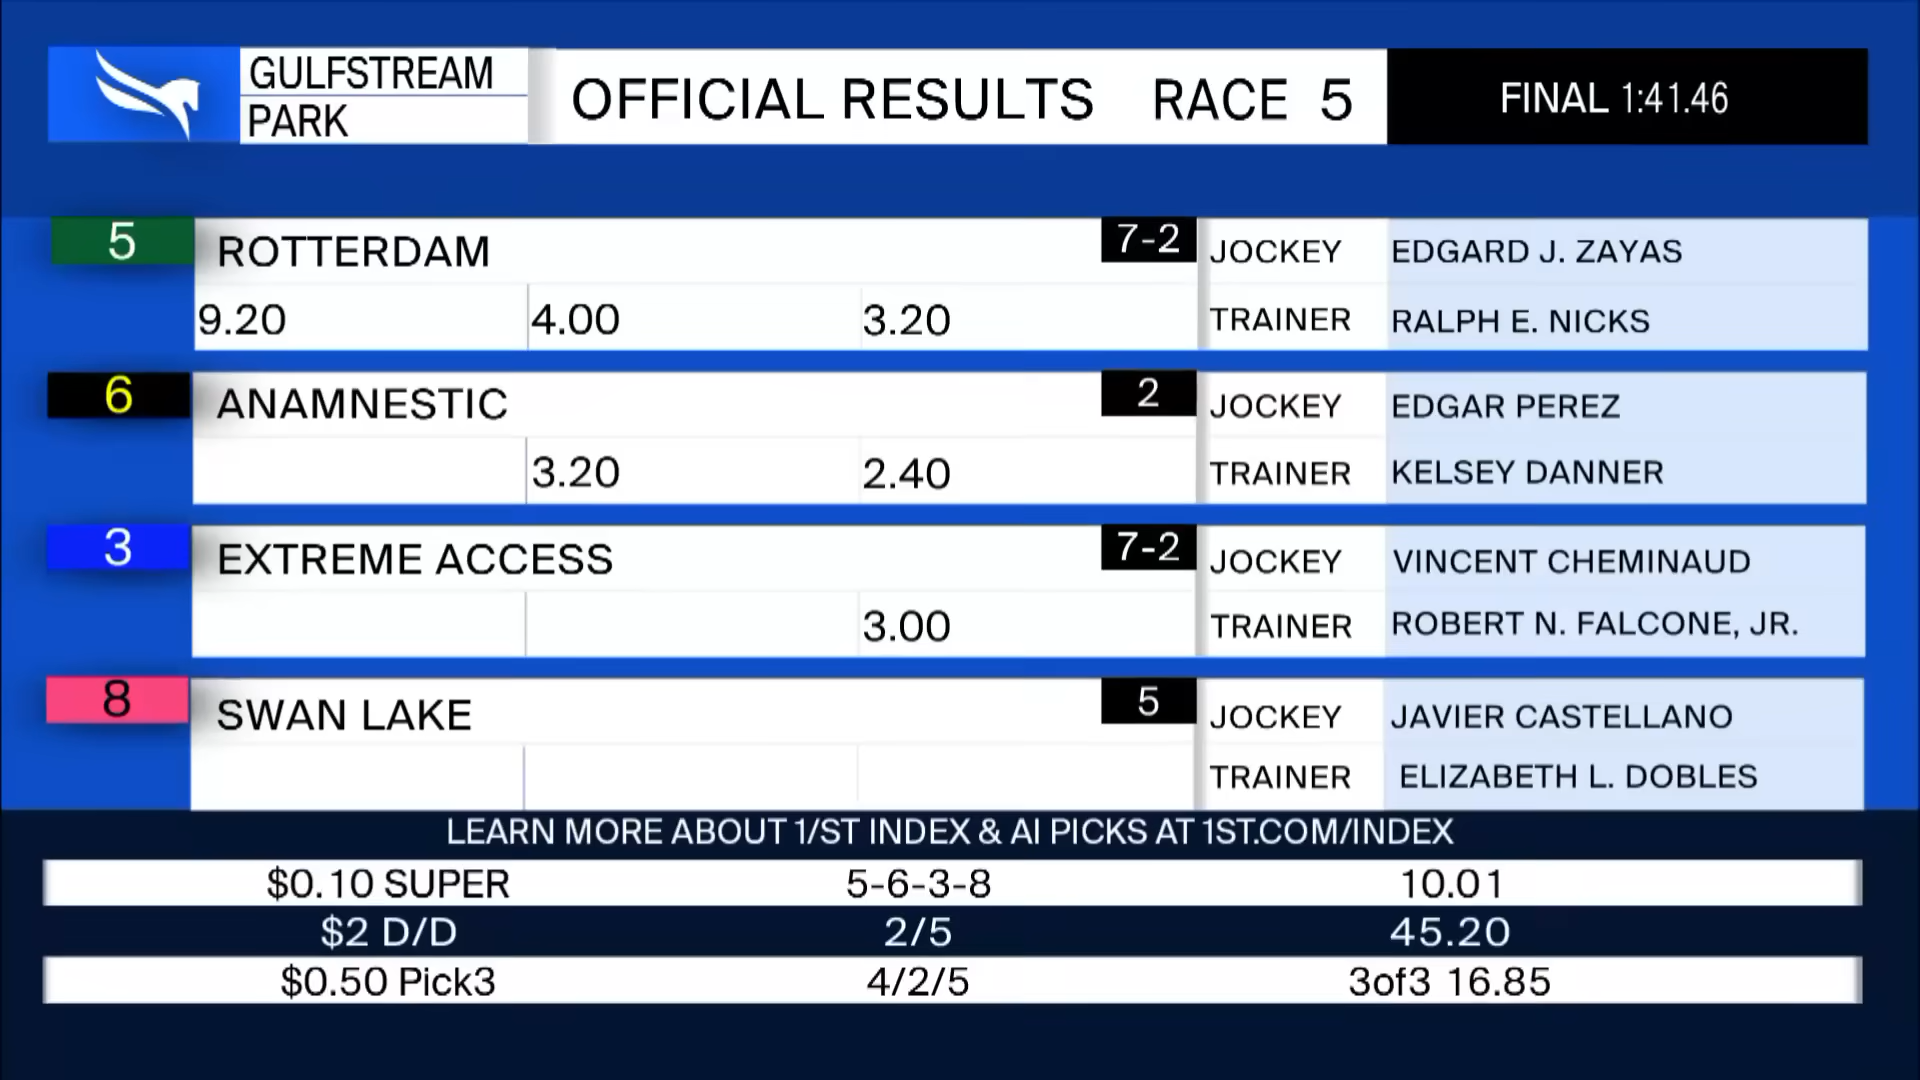 GULFSTREAM
PARK
OFFICIAL RESULTS RACE 5
FINAL 1:41.46
5 ROTTERDAM 7-2 JOCKEY EDGARD J. ZAYAS
9.20 4.00 3.20 TRAINER RALPH E. NICKS
6 ANAMNESTIC 2 JOCKEY EDGAR PEREZ
3.20 2.40 TRAINER KELSEY DANNER
3 EXTREME ACCESS 7-2 JOCKEY VINCENT CHEMINAUD
3.00 TRAINER ROBERT N. FALCONE, JR.
8 SWAN LAKE 5 JOCKEY JAVIER CASTELLANO
TRAINER ELIZABETH L. DOBLES
LEARN MORE ABOUT 1/ST INDEX & AI PICKS AT 1ST.COM/INDEX
$0.10 SUPER 5-6-3-8 10.01
$2 D/D 2/5 45.20
$0.50 Pick3 4/2/5 3of3 16.85